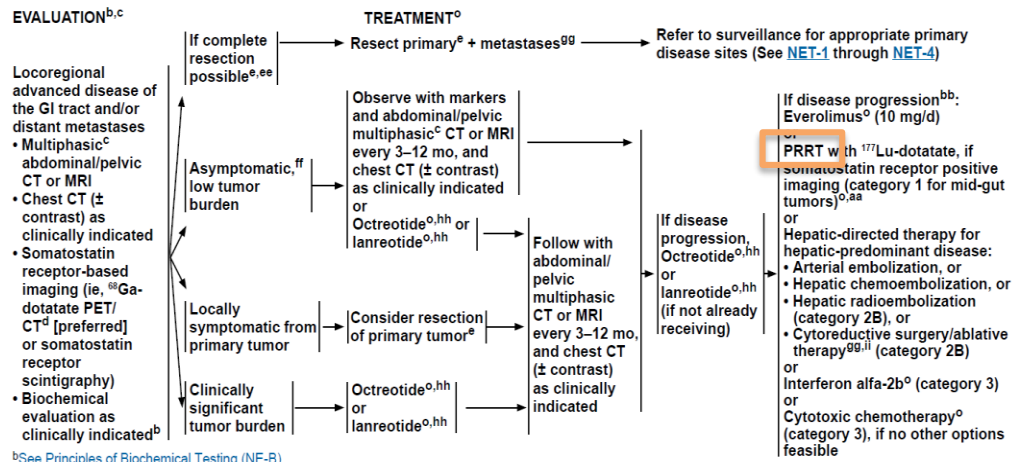 EVALUATIONb,c
TREATMENTo
If complete
resection
possiblee,ee
Resect primarye + metastasesgg
Refer to surveillance for appropriate primary
disease sites (See NET-1 through
NET-4)
Locoregional
advanced disease of
the GI tract and/or
distant metastases
• Multiphasicc
abdominal/pelvic
CT or MRI
• Chest CT (±
contrast) as
clinically indicated
• Somatostatin
receptor-based
imaging (ie, 68Ga-
dotatate PET/
CTd [preferred]
or somatostatin
receptor
scintigraphy)
• Biochemical
evaluation as
clinically indicatedb
Asymptomatic,ff
low tumor
burden
Observe with markers
and abdominal/pelvic
multiphasicc CT or MRI
every 3–12 mo, and
chest CT (± contrast)
as clinically indicated
or
Octreotideo,hh or
lanreotideo,hh
Locally
symptomatic from
primary tumor
Consider resection
of primary tumore
Clinically
significant
tumor burden
Octreotideo,hh
or
lanreotideo,hh
Follow with
abdominal/
pelvic
multiphasic
CT or MRI
every 3–12 mo,
and chest CT
(± contrast)
as clinically
indicated
If disease
progression,
Octreotideo,hh
or
lanreotideo,hh
(if not already
receiving)
If disease progressionbb:
Everolimuso (10 mg/d)
or
PRRT with 177Lu-dotatate, if
somatostatin receptor positive
imaging (category 1 for mid-gut
tumors)o,aa
or
Hepatic-directed therapy for
hepatic-predominant disease:
• Arterial embolization, or
• Hepatic chemoembolization, or
• Hepatic radioembolization
(category 2B), or
• Cytoreductive surgery/ablative
therapygg,ii (category 2B)
or
Interferon alfa-2bo (category 3)
or
Cytotoxic chemotherapyo
(category 3), if no other options
feasible
bSee Principles of Biochemical Testing (NE-B)